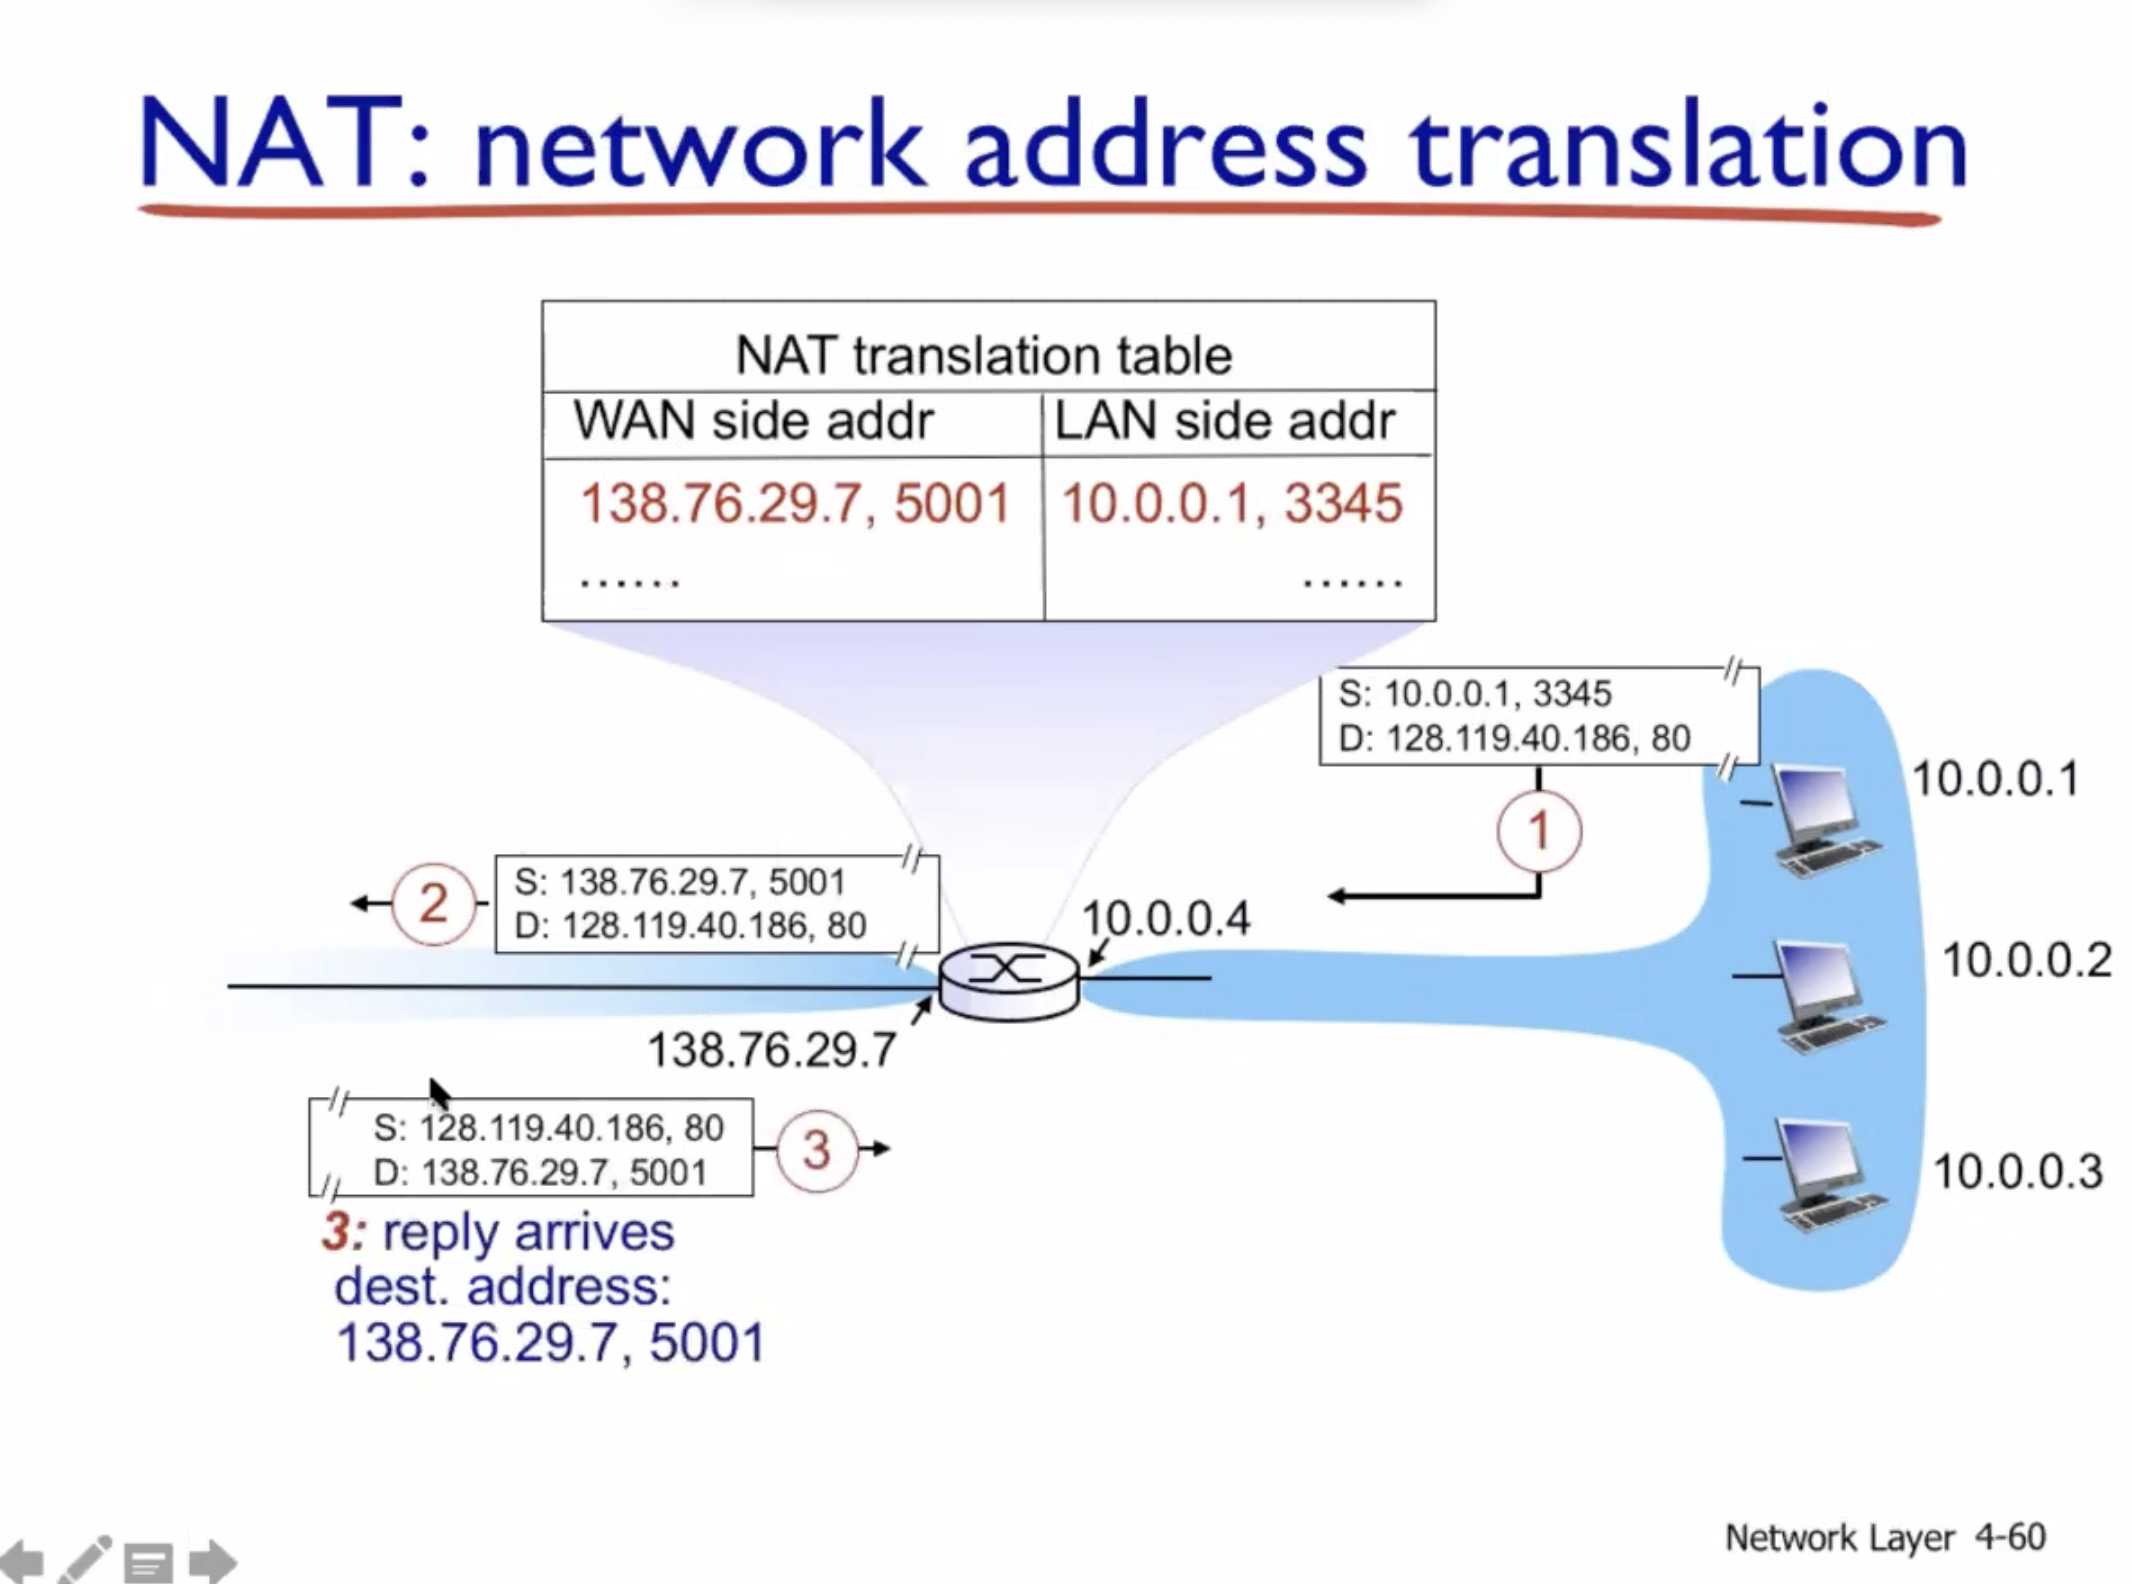 NAT: network address translation
NAT translation table
WAN side addr LAN side addr
138.76.29.7, 5001 10.0.0.1, 3345
...... ......
S: 10.0.0.1, 3345
D: 128.119.40.186, 80
10.0.0.1
1
S: 138.76.29.7, 5001
D: 128.119.40.186, 80
2
10.0.0.4
10.0.0.2
138.76.29.7
S: 128.119.40.186, 80
D: 138.76.29.7, 5001
3
10.0.0.3
3: reply arrives
dest. address:
138.76.29.7, 5001
Network Layer 4-60